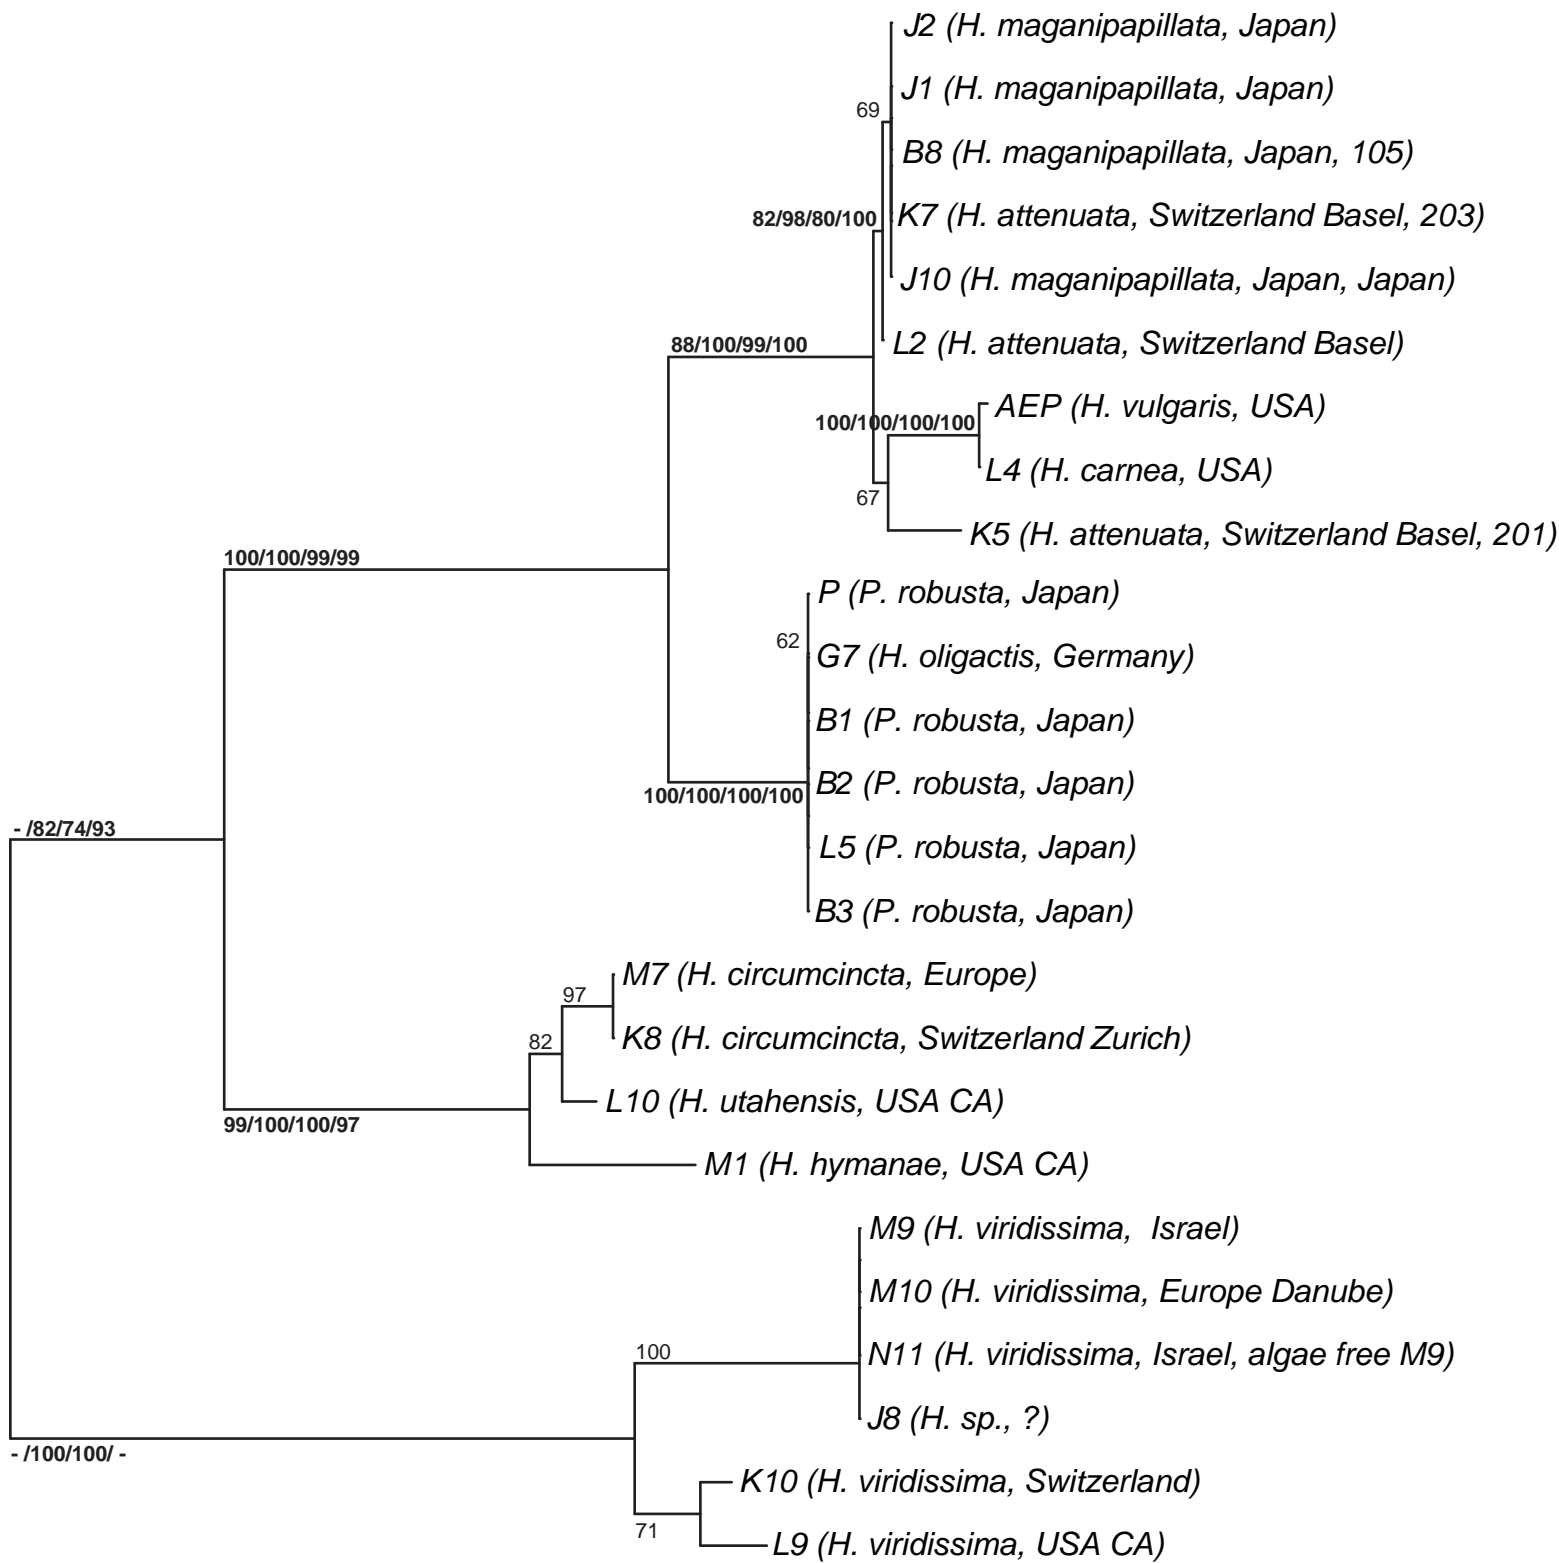 J2 (H. maganipapillata, Japan)
J1 (H. maganipapillata, Japan)
69
B8 (H. maganipapillata, Japan, 105)
82/98/80/100
K7 (H. attenuata, Switzerland Basel, 203)
J10 (H. maganipapillata, Japan, Japan)
88/100/99/100
L2 (H. attenuata, Switzerland Basel)
AEP (H. vulgaris, USA)
100/100/100/100
L4 (H. carnea, USA)
67
K5 (H. attenuata, Switzerland Basel, 201)
100/100/99/99
P (P. robusta, Japan)
62
G7 (H. oligactis, Germany)
B1 (P. robusta, Japan)
B2 (P. robusta, Japan)
100/100/100/100
- /82/74/93
L5 (P. robusta, Japan)
B3 (P. robusta, Japan)
M7 (H. circumcincta, Europe)
97
K8 (H. circumcincta, Switzerland Zurich)
82
L10 (H. utahensis, USA CA)
99/100/100/97
M1 (H. hymanae, USA CA)
M9 (H. viridissima, Israel)
M10 (H. viridissima, Europe Danube)
100
N11 (H. viridissima, Israel, algae free M9)
J8 (H. sp., ?)
- /100/100/ -
K10 (H. viridissima, Switzerland)
71
L9 (H. viridissima, USA CA)